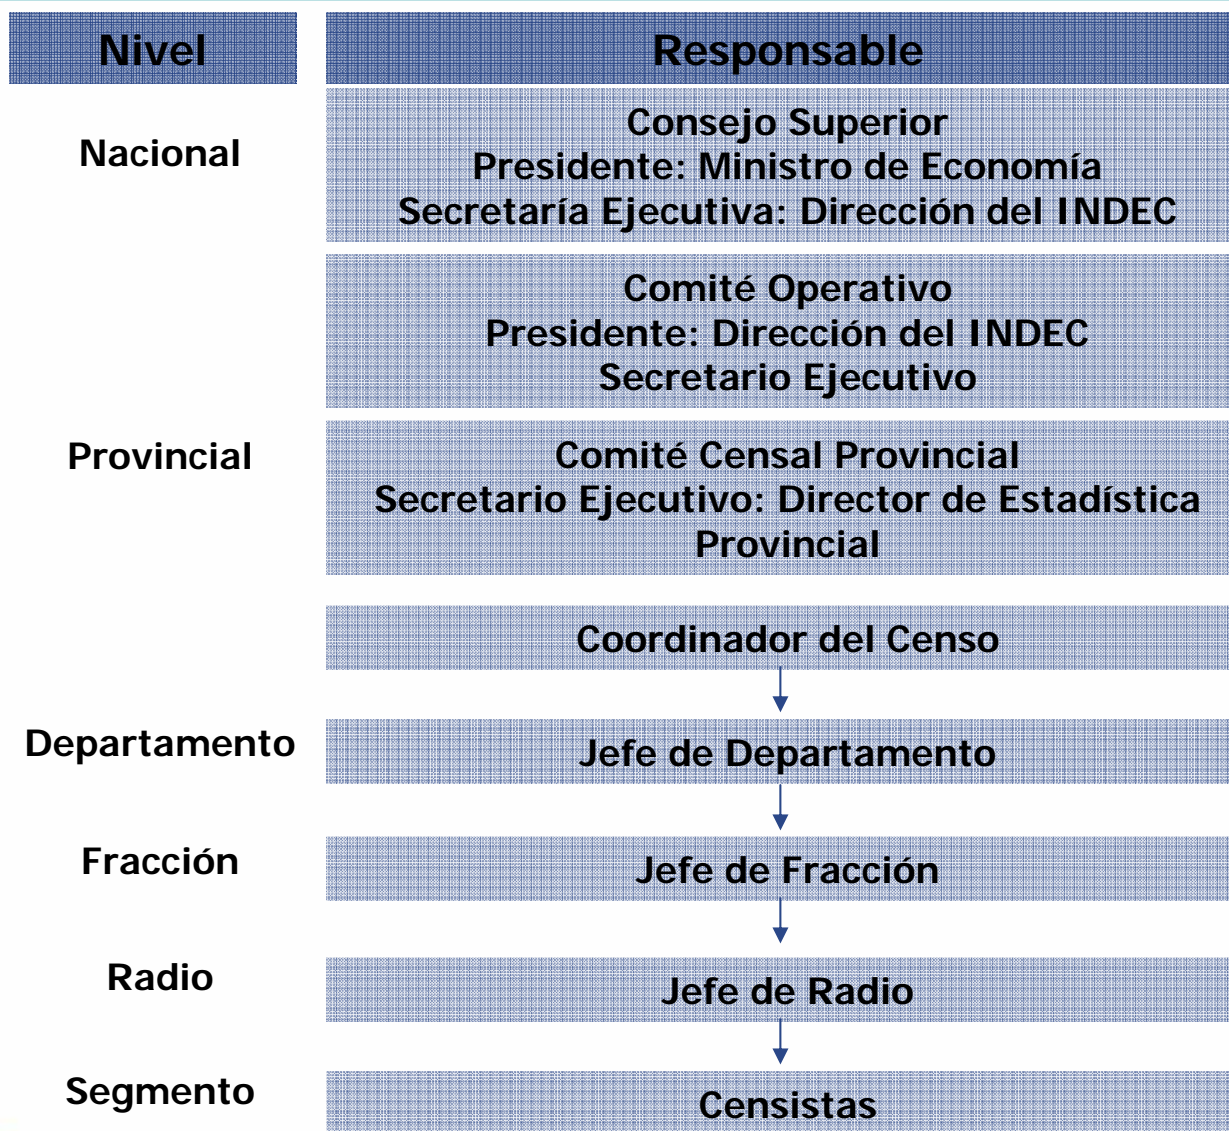 Nivel
Responsable
Nacional
Consejo Superior
Presidente: Ministro de Economía
Secretaría Ejecutiva: Dirección del INDEC
Comité Operativo
Presidente: Dirección del INDEC
Secretario Ejecutivo
Provincial
Comité Censal Provincial
Secretario Ejecutivo: Director de Estadística
Provincial
Coordinador del Censo
Departamento
Jefe de Departamento
Fracción
Jefe de Fracción
Radio
Jefe de Radio
Segmento
Censistas